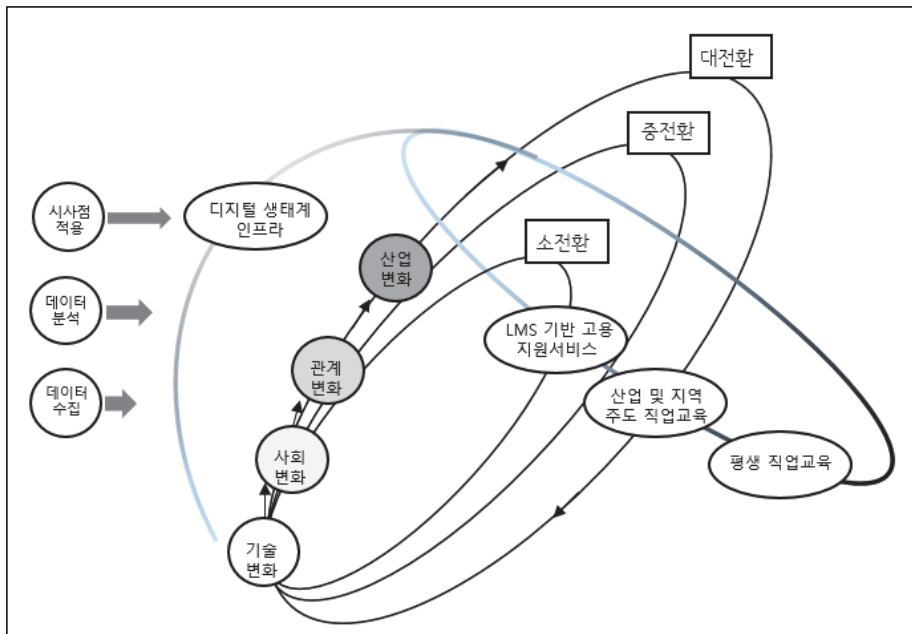 대전환
중전환
소전환
시사점
적용
디지털 생태계
인프라
산업
변화
데이터
분석
LMS 기반 고용
지원서비스
관계
변화
데이터
수집
산업 및 지역
주도 직업교육
사회
변화
평생 직업교육
기술
변화